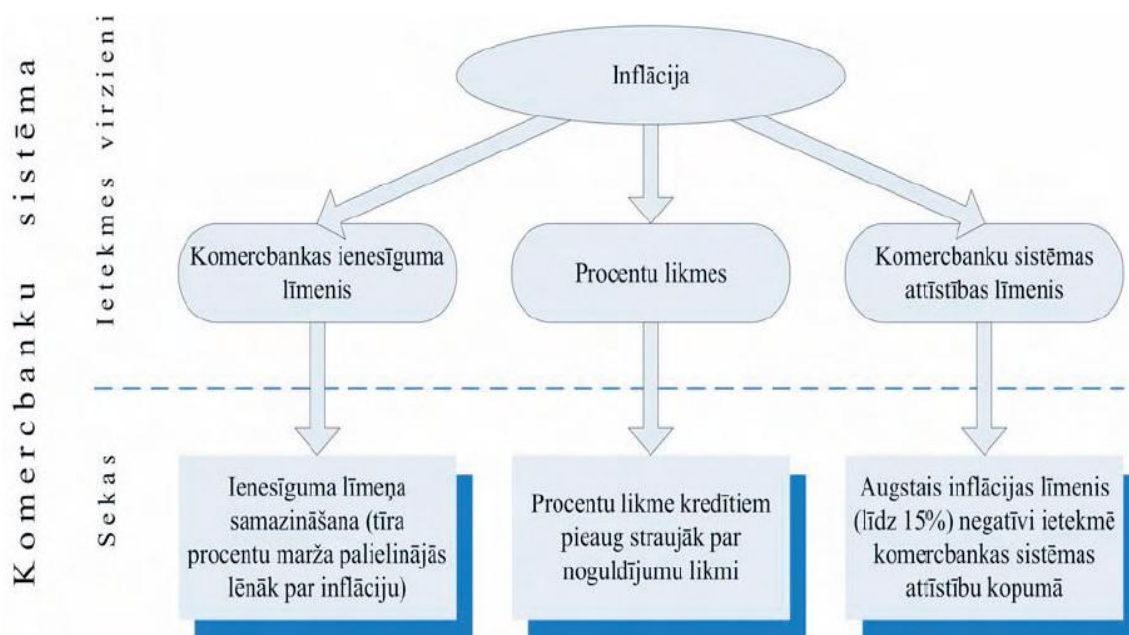 Komercbanku sistēma
Ietekmes virzieni
Inflācija
Komercbankas ienesīguma
līmenis
Procentu likmes
Komercbanku sistēmas
attīstības līmenis
Sekas
Ienesīguma līmeņa
samazināšana (tīra
procentu marža palielinājās
lēnāk par inflāciju)
Procentu likme kredītiem
pieaug straujāk par
noguldījumu likmi
Augstais inflācijas līmenis
(līdz 15%) negatīvi ietekmē
komercbankas sistēmas
attīstību kopumā